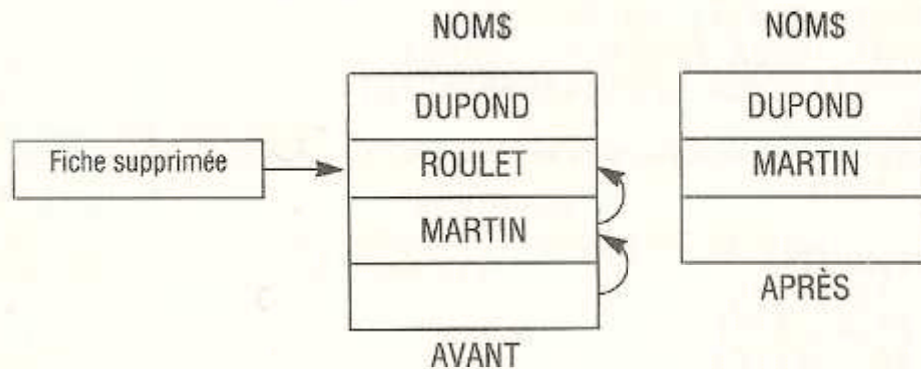 NOM$
NOM$
DUPOND
DUPOND
Fiche supprimée
ROULET
MARTIN
MARTIN
APRÈS
AVANT